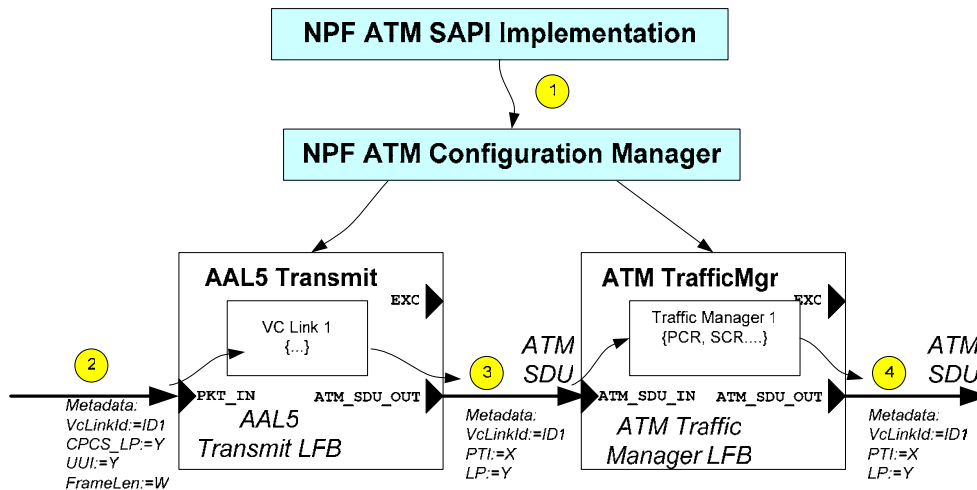 NPF ATM SAPI Implementation
1
NPF ATM Configuration Manager
AAL5 Transmit
EXC
VC Link 1
{...}
2
PKT_IN
ATM_SDU_OUT
AAL5
Transmit LFB
Metadata:
VcLinkId:=ID1
CPCS_LP:=Y
UUI:=Y
FrameLen:=W
3
ATM
SDU
Metadata:
VcLinkId:=ID1
PTI:=X
LP:=Y
ATM TrafficMgr
EXC
Traffic Manager 1
{PCR, SCR....}
ATM_SDU_IN
ATM_SDU_OUT
ATM Traffic
Manager LFB
4
ATM
SDU
Metadata:
VcLinkId:=ID1
PTI:=X
LP:=Y